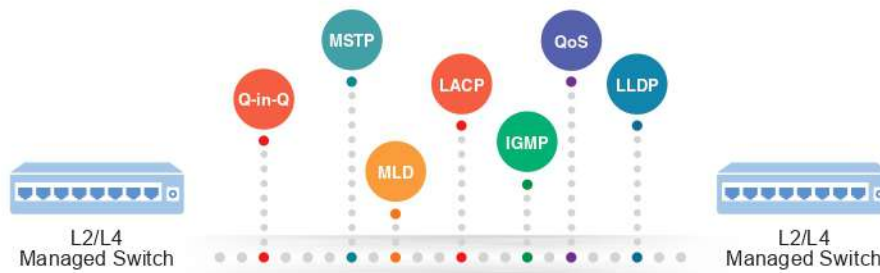 MSTP
QoS
Q-in-Q
LACP
LLDP
IGMP
MLD
L2/L4
Managed Switch
L2/L4
Managed Switch